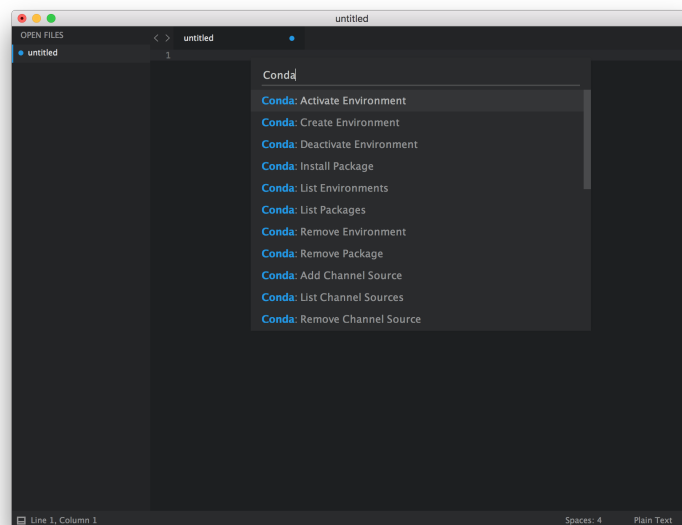 untitled
OPEN FILES
untitled
untitled
1
Conda
Conda: Activate Environment
Conda: Create Environment
Conda: Deactivate Environment
Conda: Install Package
Conda: List Environments
Conda: List Packages
Conda: Remove Environment
Conda: Remove Package
Conda: Add Channel Source
Conda: List Channel Sources
Conda: Remove Channel Source
Line 1, Column 1
Spaces: 4
Plain Text